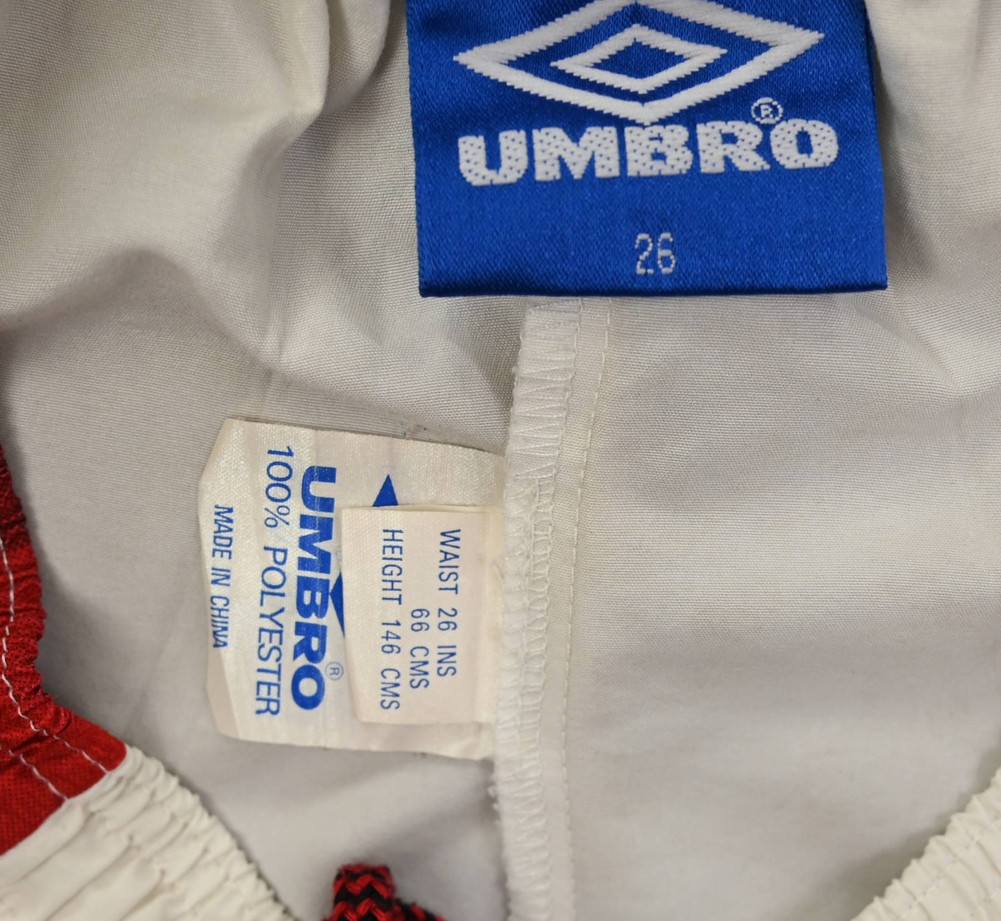 UMBRO®
26
WAIST 26 INS
66 CMS
HEIGHT 146 CMS
UMBRO®
100% POLYESTER
MADE IN CHINA